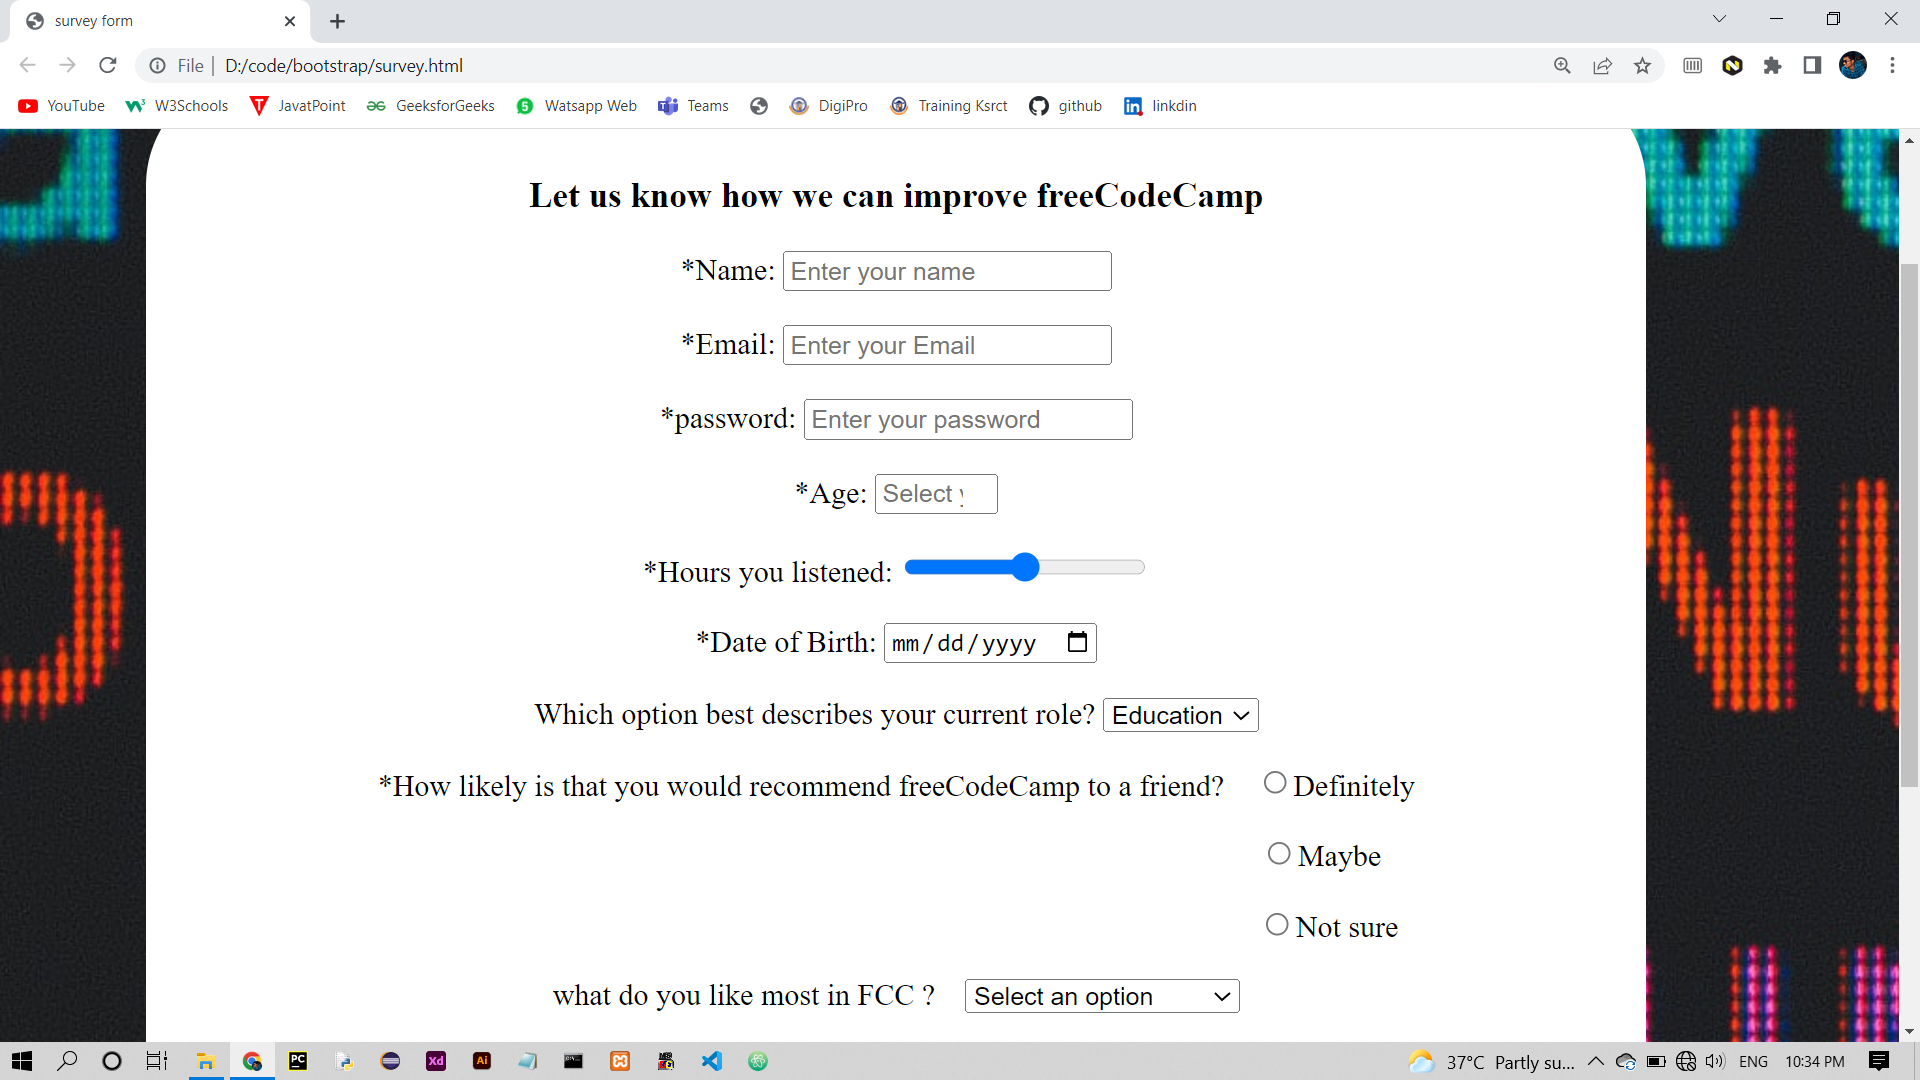 survey form
File | D:/code/bootstrap/survey.html
YouTube W3Schools JavatPoint GeeksforGeeks Watsapp Web Teams DigiPro Training Ksrct github linkdin
Let us know how we can improve freeCodeCamp
*Name: Enter your name
*Email: Enter your Email
*password: Enter your password
*Age: Select y
*Hours you listened:
*Date of Birth: mm/dd/yyyy
Which option best describes your current role? Education
*How likely is that you would recommend freeCodeCamp to a friend? Definitely
Maybe
Not sure
what do you like most in FCC ? Select an option
37°C Partly su... ENG 10:34 PM